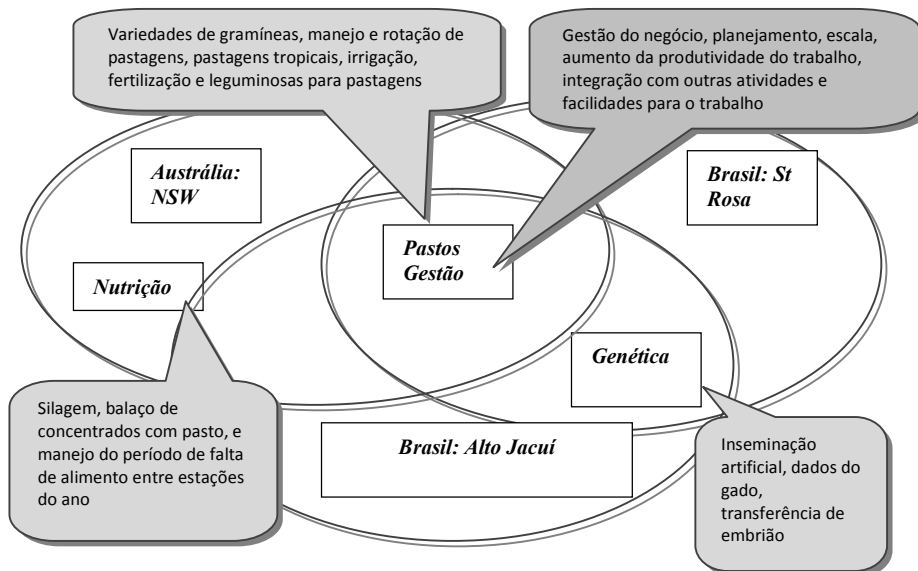 Variedades de gramíneas, manejo e rotação de
pastagens, pastagens tropicais, irrigação,
fertilização e leguminosas para pastagens
Gestão do negócio, planejamento, escala,
aumento da produtividade do trabalho,
integração com outras atividades e
facilidades para o trabalho
Austrália:
NSW
Brasil: St
Rosa
Pastos
Gestão
Nutrição
Genética
Silagem, balaço de
concentrados com pasto, e
manejo do período de falta
de alimento entre estações
do ano
Brasil: Alto Jacuí
Inseminação
artificial, dados do
gado,
transferência de
embrião